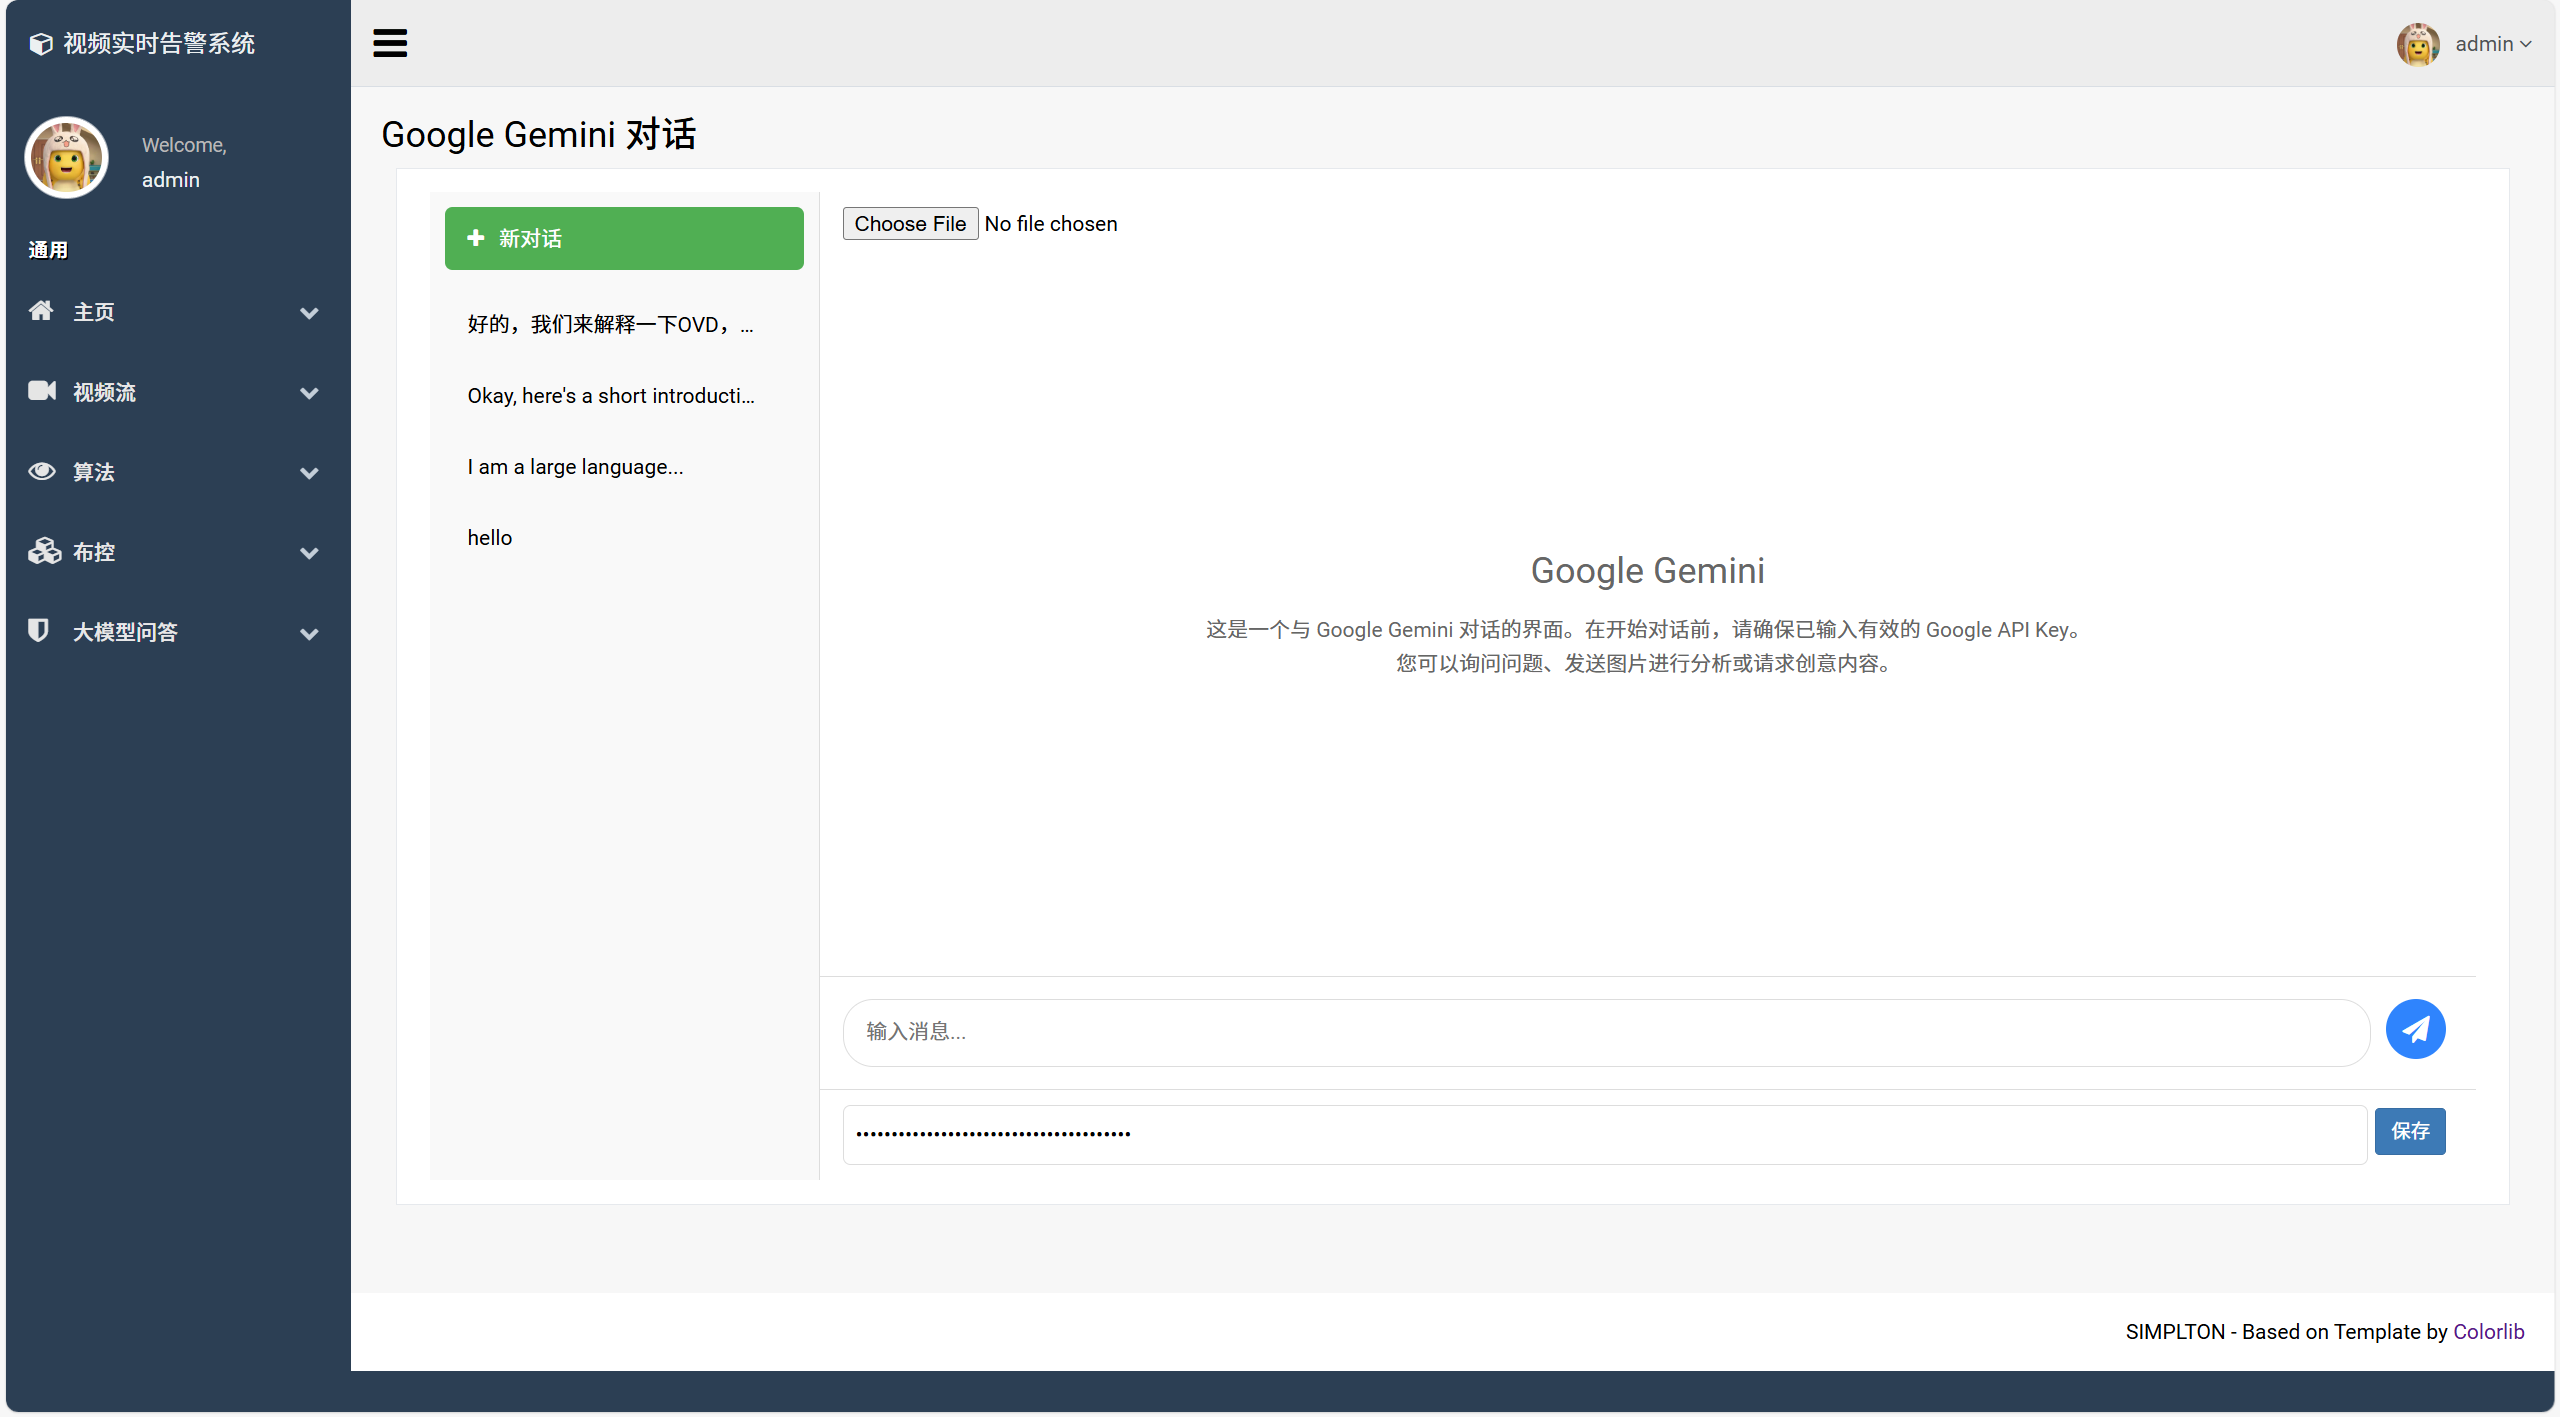 视频实时告警系统
admin
Welcome,
admin
通用
主页
视频流
算法
布控
大模型问答
Google Gemini 对话
新对话
好的，我们来解释一下OVD，...
Okay, here's a short introducti...
I am a large language...
hello
Choose File No file chosen
Google Gemini
这是一个与 Google Gemini 对话的界面。在开始对话前，请确保已输入有效的 Google API Key。
您可以询问问题、发送图片进行分析或请求创意内容。
输入消息...
保存
SIMPLTON - Based on Template by Colorlib